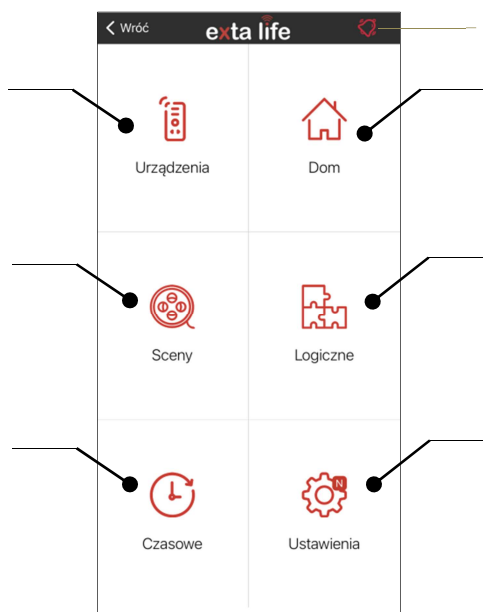 Wróć
exta life
Urządzenia
Dom
Sceny
Logiczne
N
Czasowe
Ustawienia